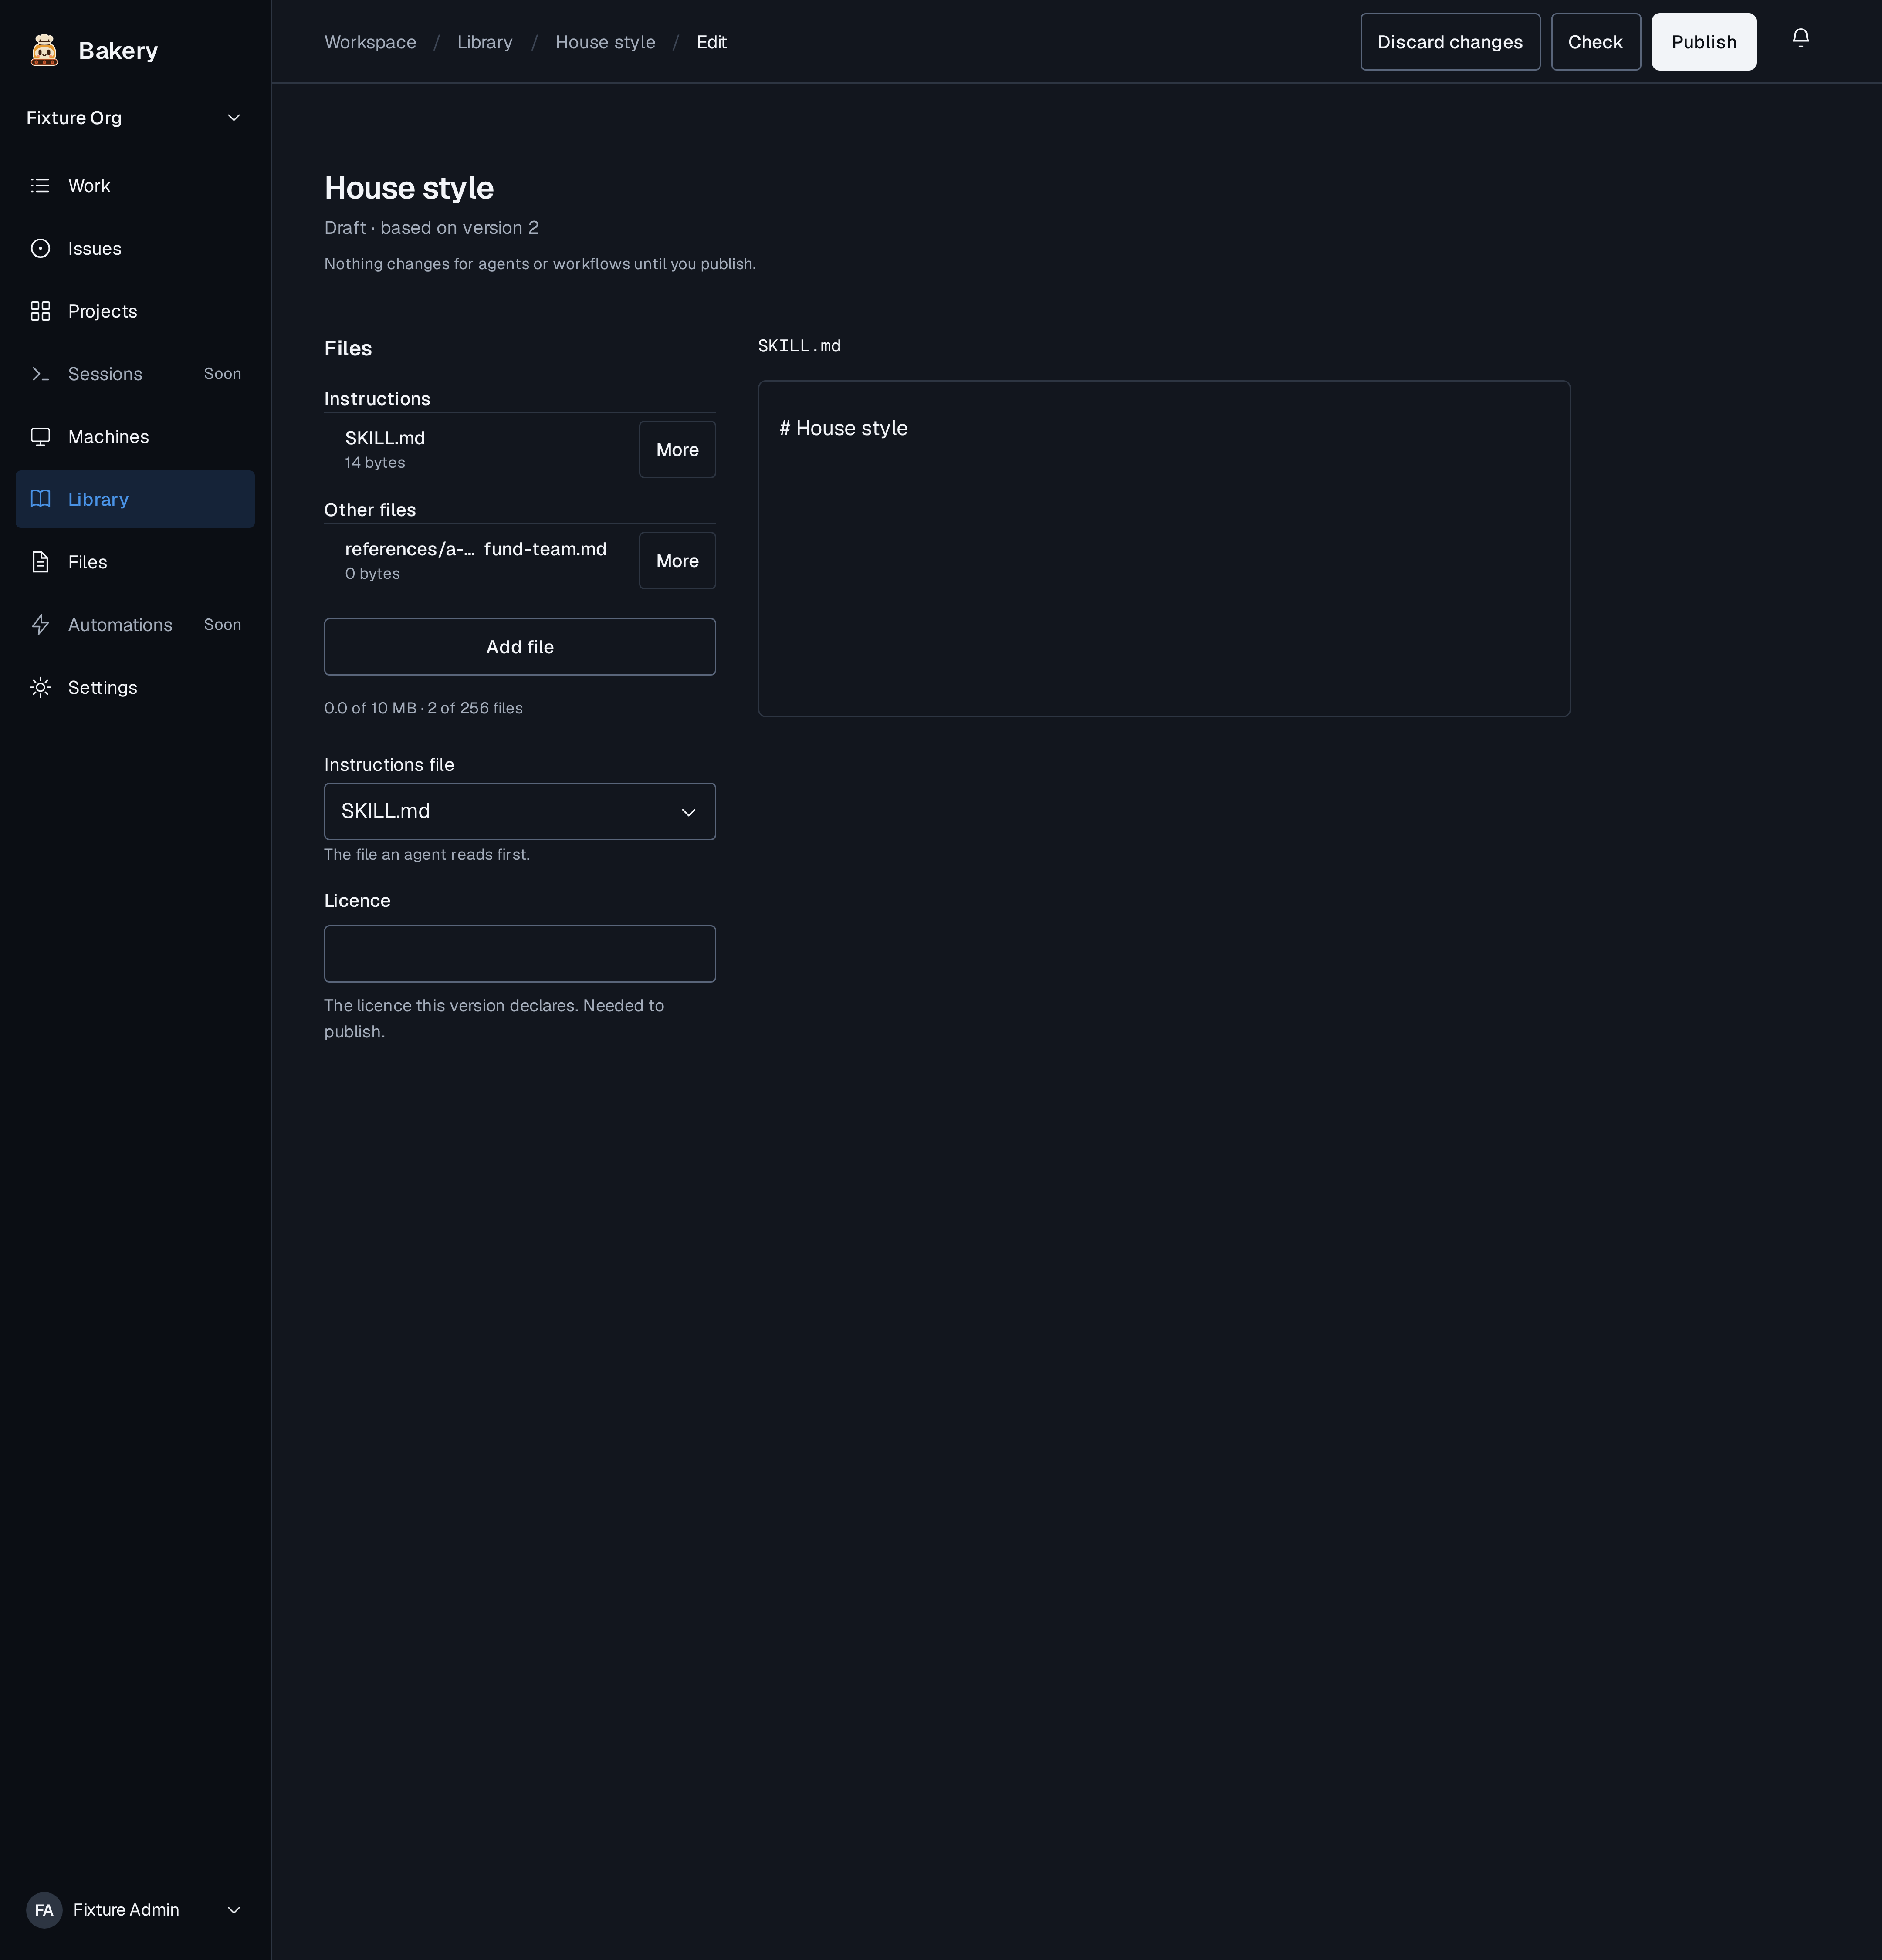 Bakery
Fixture Org
Work
Issues
Projects
Sessions Soon
Machines
Library
Files
Automations Soon
Settings
FA Fixture Admin
Workspace / Library / House style / Edit
Discard changes
Check
Publish
House style
Draft · based on version 2
Nothing changes for agents or workflows until you publish.
Files
Instructions
SKILL.md
14 bytes
More
Other files
references/a-… fund-team.md
0 bytes
More
Add file
0.0 of 10 MB · 2 of 256 files
Instructions file
SKILL.md
The file an agent reads first.
Licence
The licence this version declares. Needed to
publish.
SKILL.md
# House style